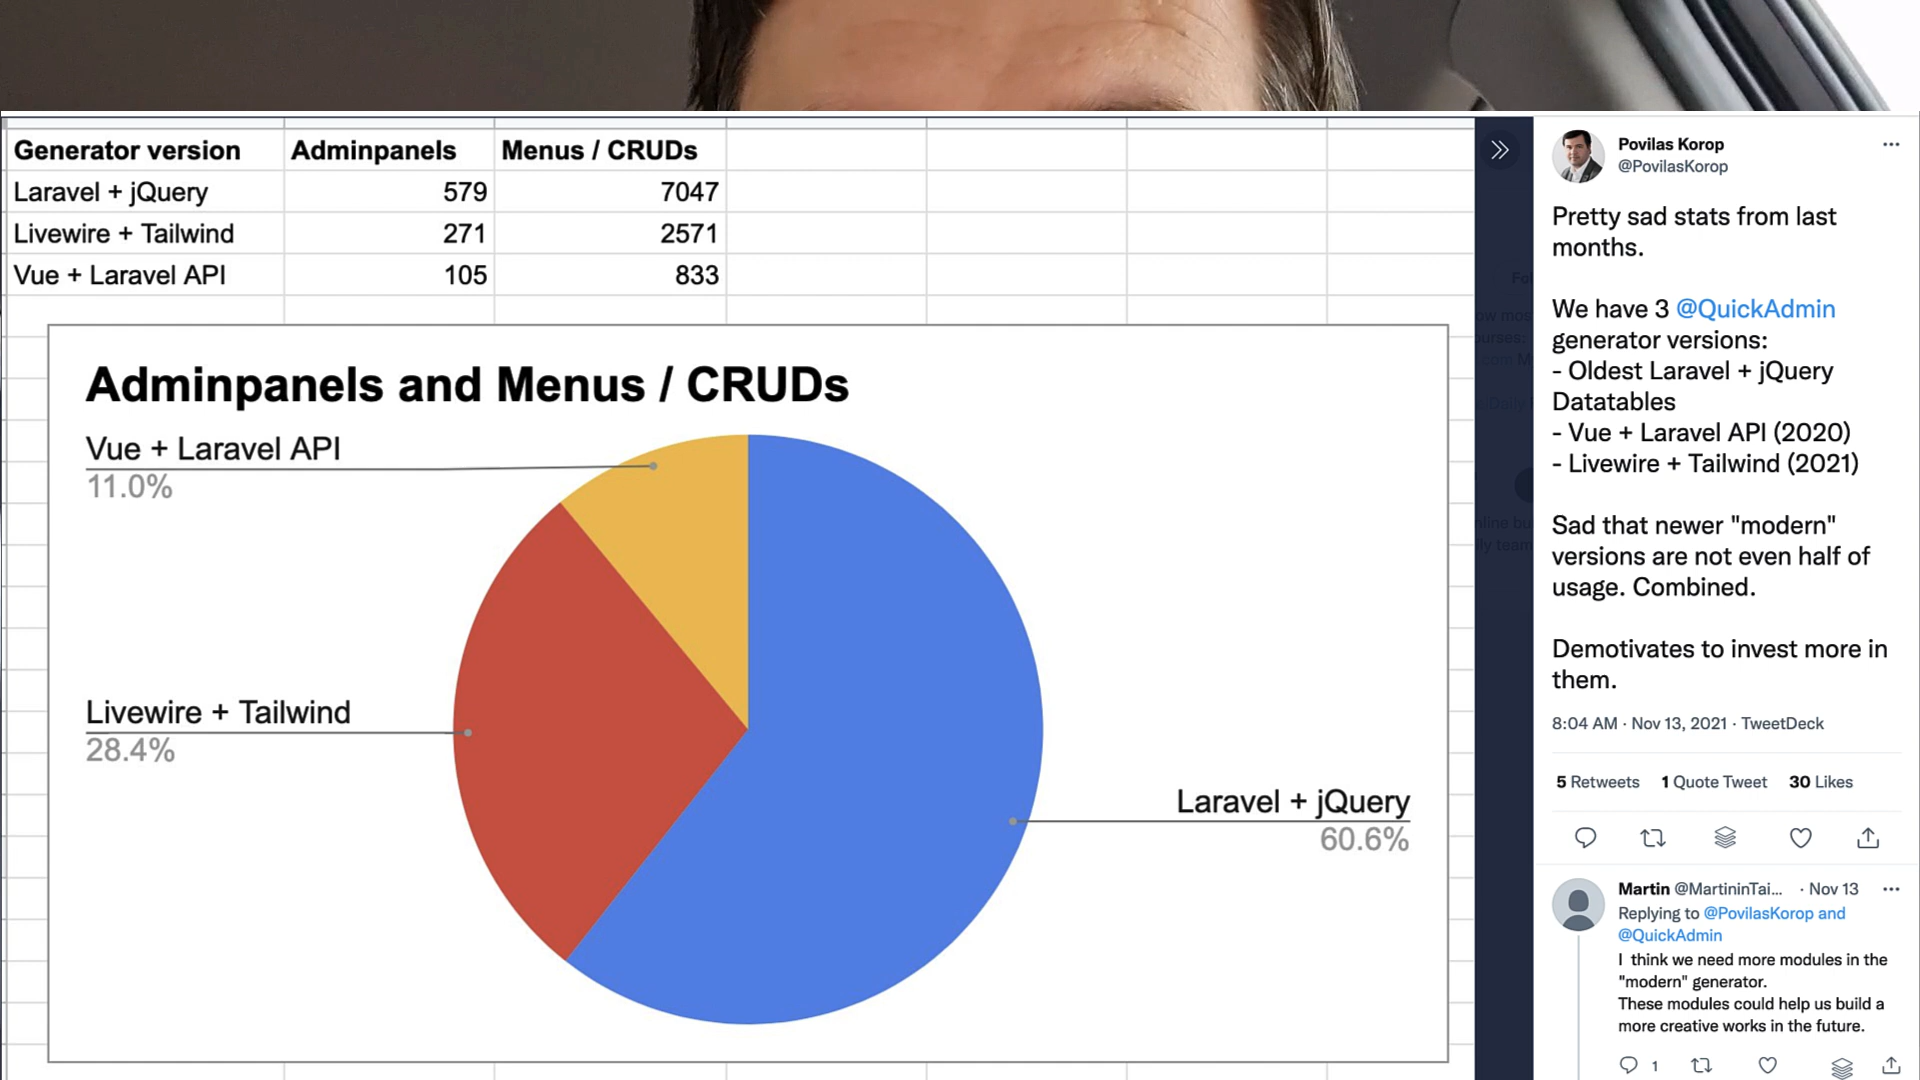 Generator version Adminpanels Menus / CRUDs
Laravel + jQuery 579 7047
Livewire + Tailwind 271 2571
Vue + Laravel API 105 833
Adminpanels and Menus / CRUDs
Vue + Laravel API
11.0%
Livewire + Tailwind
28.4%
Laravel + jQuery
60.6%
Povilas Korop
@PovilasKorop
Pretty sad stats from last
months.
We have 3 @QuickAdmin
generator versions:
- Oldest Laravel + jQuery
Datatables
- Vue + Laravel API (2020)
- Livewire + Tailwind (2021)
Sad that newer "modern"
versions are not even half of
usage. Combined.
Demotivates to invest more in
them.
8:04 AM · Nov 13, 2021 · TweetDeck
5 Retweets 1 Quote Tweet 30 Likes
Martin @MartininTai... · Nov 13
Replying to @PovilasKorop and
@QuickAdmin
I think we need more modules in the
"modern" generator.
These modules could help us build a
more creative works in the future.
1